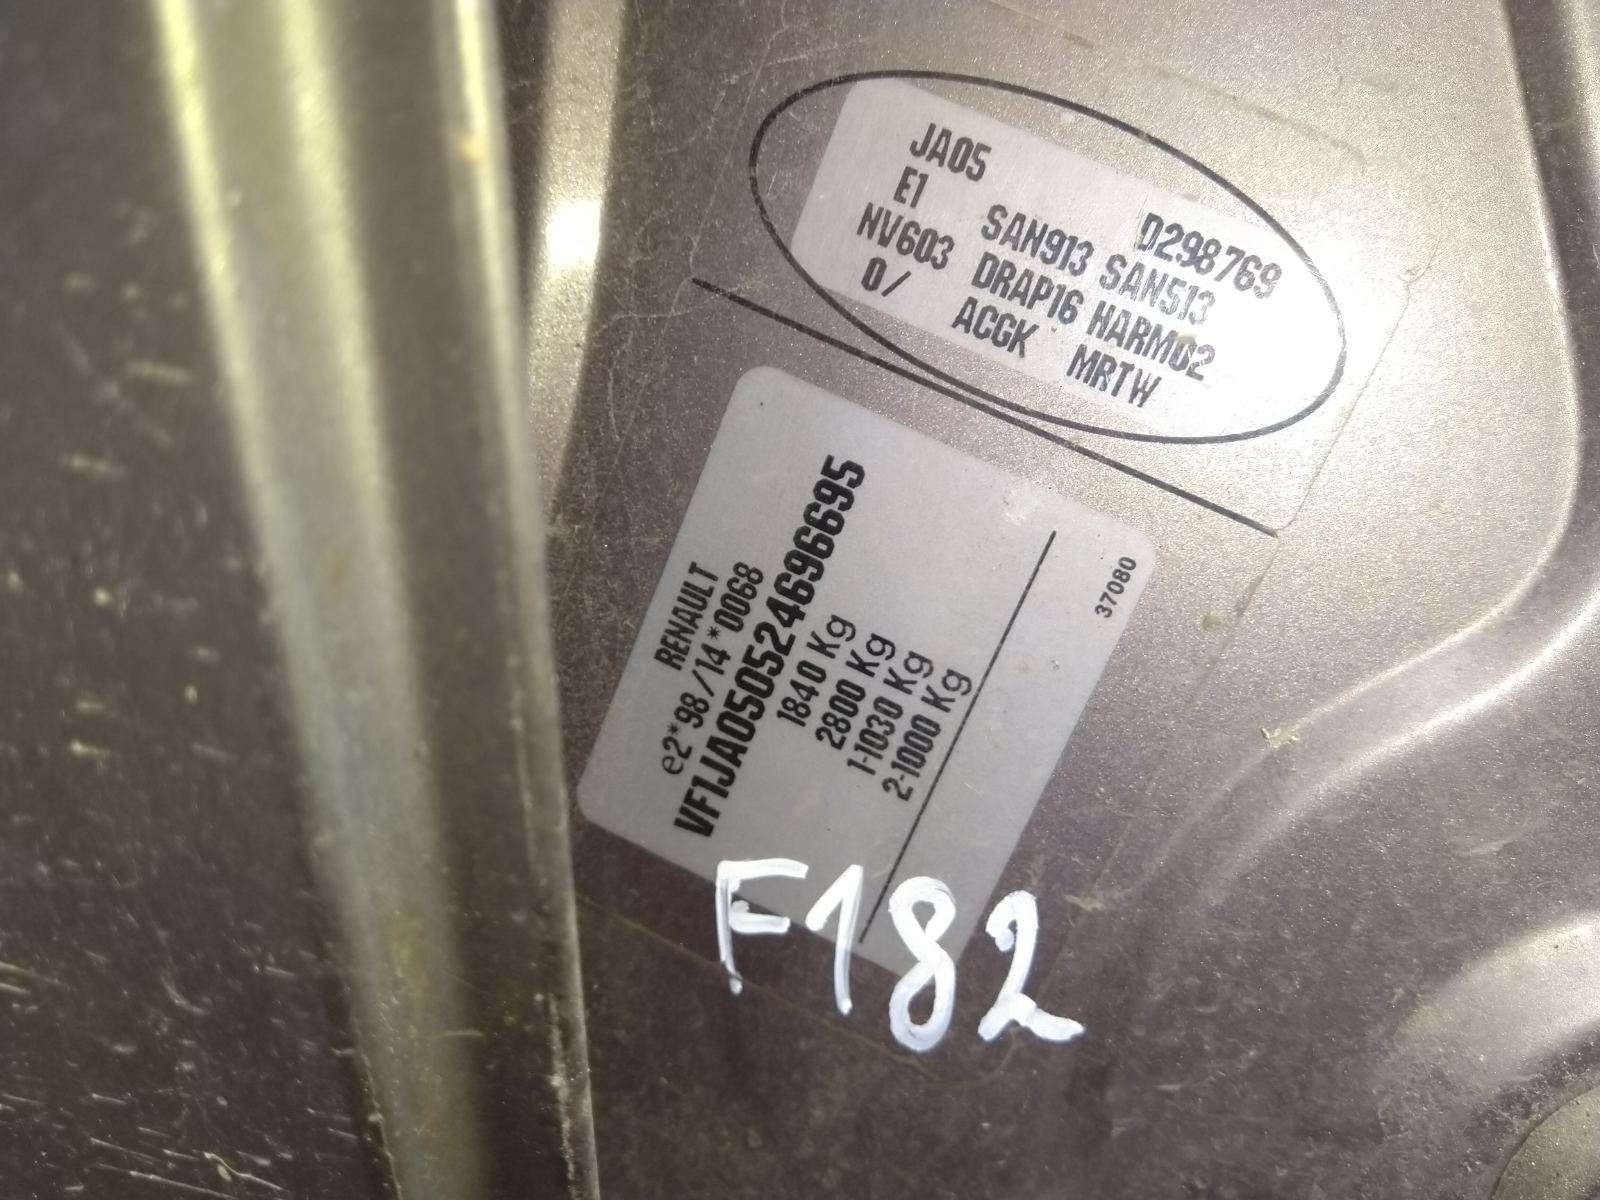 JA05 D298769
E1 SAN913 SAN513
NV603 DRAP16 HARM02
0/ ACGK MRTW
RENAULT
e2*98/14*0068
VF1JA050524696695
1840 Kg
2800 Kg
1-1030 Kg
2-1000 Kg
37080
F182